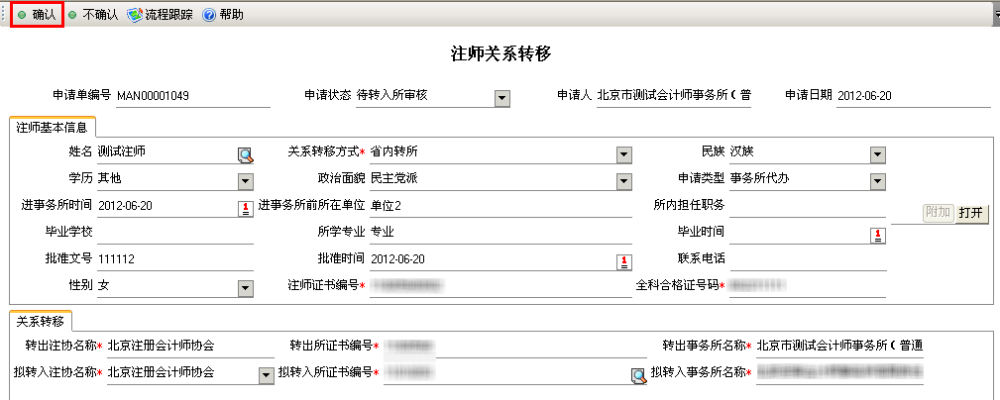 确认 不确认 流程跟踪 帮助
注师关系转移
申请单编号 MAN00001049 申请状态 待转入所审核 申请人 北京市测试会计师事务所(普 申请日期 2012-06-20
注师基本信息
姓名 测试注师 关系转移方式* 省内转所 民族 汉族
学历 其他 政治面貌 民主党派 申请类型 事务所代办
进事务所时间 2012-06-20 进事务所前所在单位 单位2 所内担任职务 附加 打开
毕业学校 所学专业 专业 毕业时间
批准文号 111112 批准时间 2012-06-20 联系电话
性别 女 注师证书编号* 全科合格证号码*
关系转移
转出注协名称* 北京注册会计师协会 转出所证书编号* 转出事务所名称* 北京市测试会计师事务所(普通
拟转入注协名称* 北京注册会计师协会 拟转入所证书编号* 拟转入事务所名称*